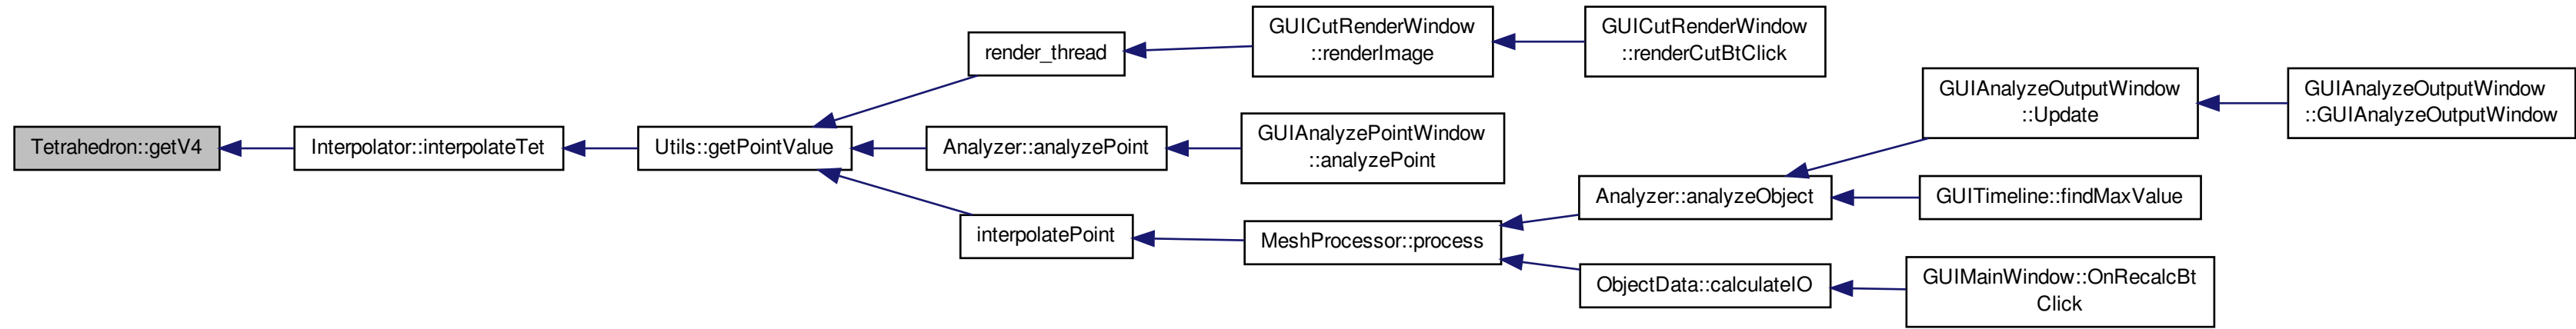 Tetrahedron::getV4
Interpolator::interpolateTet
Utils::getPointValue
render_thread
GUICutRenderWindow
::renderImage
GUICutRenderWindow
::renderCutBtClick
Analyzer::analyzePoint
GUIAnalyzePointWindow
::analyzePoint
interpolatePoint
MeshProcessor::process
Analyzer::analyzeObject
GUIAnalyzeOutputWindow
::Update
GUIAnalyzeOutputWindow
::GUIAnalyzeOutputWindow
GUITimeline::findMaxValue
ObjectData::calculateIO
GUIMainWindow::OnRecalcBt
Click